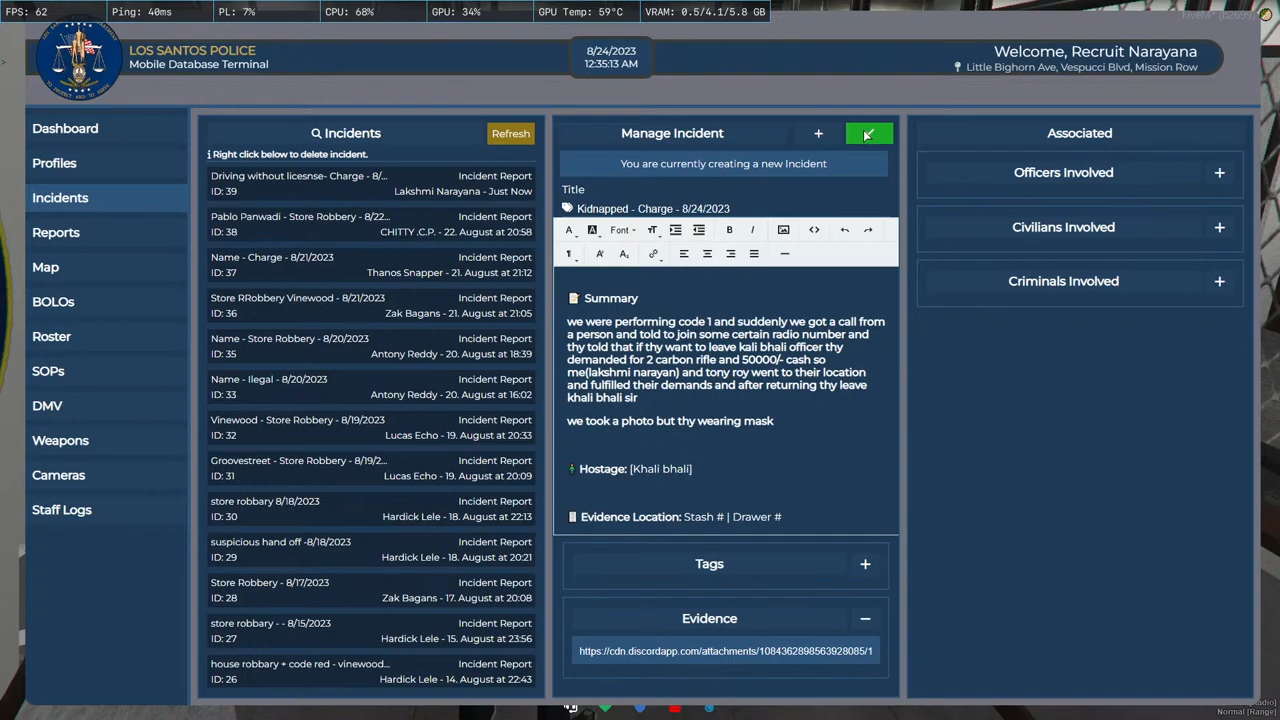 FPS: 62
Ping: 40ms
PL: 7%
CPU: 68%
GPU: 34%
GPU Temp: 59°C
VRAM: 0.5/4.1/5.8 GB
LOS SANTOS POLICE
Mobile Database Terminal
8/24/2023
12:35:13 AM
Welcome, Recruit Narayana
Little Bighorn Ave, Vespucci Blvd, Mission Row
Dashboard
Profiles
Incidents
Reports
Map
BOLOs
Roster
SOPs
DMV
Weapons
Cameras
Staff Logs
Incidents
Refresh
Right click below to delete incident.
Driving without licesnse- Charge - 8/... Incident Report
ID: 39 Lakshmi Narayana - Just Now
Pablo Panwadi - Store Robbery - 8/22... Incident Report
ID: 38 CHITTY .C.P. - 22. August at 20:58
Name - Charge - 8/21/2023 Incident Report
ID: 37 Thanos Snapper - 21. August at 21:12
Store RRobbery Vinewood - 8/21/2023 Incident Report
ID: 36 Zak Bagans - 21. August at 21:05
Name - Store Robbery - 8/20/2023 Incident Report
ID: 35 Antony Reddy - 20. August at 18:39
Name - Ilegal - 8/20/2023 Incident Report
ID: 33 Antony Reddy - 20. August at 16:02
Vinewood - Store Robbery - 8/19/2023 Incident Report
ID: 32 Lucas Echo - 19. August at 20:33
Groovestreet - Store Robbery - 8/19/2... Incident Report
ID: 31 Lucas Echo - 19. August at 20:09
store robbary 8/18/2023 Incident Report
ID: 30 Hardick Lele - 18. August at 22:13
suspicious hand off -8/18/2023 Incident Report
ID: 29 Hardick Lele - 18. August at 20:21
Store Robbery - 8/17/2023 Incident Report
ID: 28 Zak Bagans - 17. August at 20:08
store robbary - - 8/15/2023 Incident Report
ID: 27 Hardick Lele - 15. August at 23:56
house robbary + code red - vinewood... Incident Report
ID: 26 Hardick Lele - 14. August at 22:43
Manage Incident
You are currently creating a new Incident
Title
Kidnapped - Charge - 8/24/2023
Font
Summary
we were performing code 1 and suddenly we got a call from
a person and told to join some certain radio number and
thy told that if thy want to leave kali bhali officer thy
demanded for 2 carbon rifle and 50000/- cash so
me(lakshmi narayan) and tony roy went to their location
and fulfilled their demands and after returning thy leave
khali bhali sir
we took a photo but thy wearing mask
Hostage: [Khali bhali]
Evidence Location: Stash # | Drawer #
Tags
Evidence
https://cdn.discordapp.com/attachments/1084362898563928085/1
Associated
Officers Involved
Civilians Involved
Criminals Involved
Normal [Range]